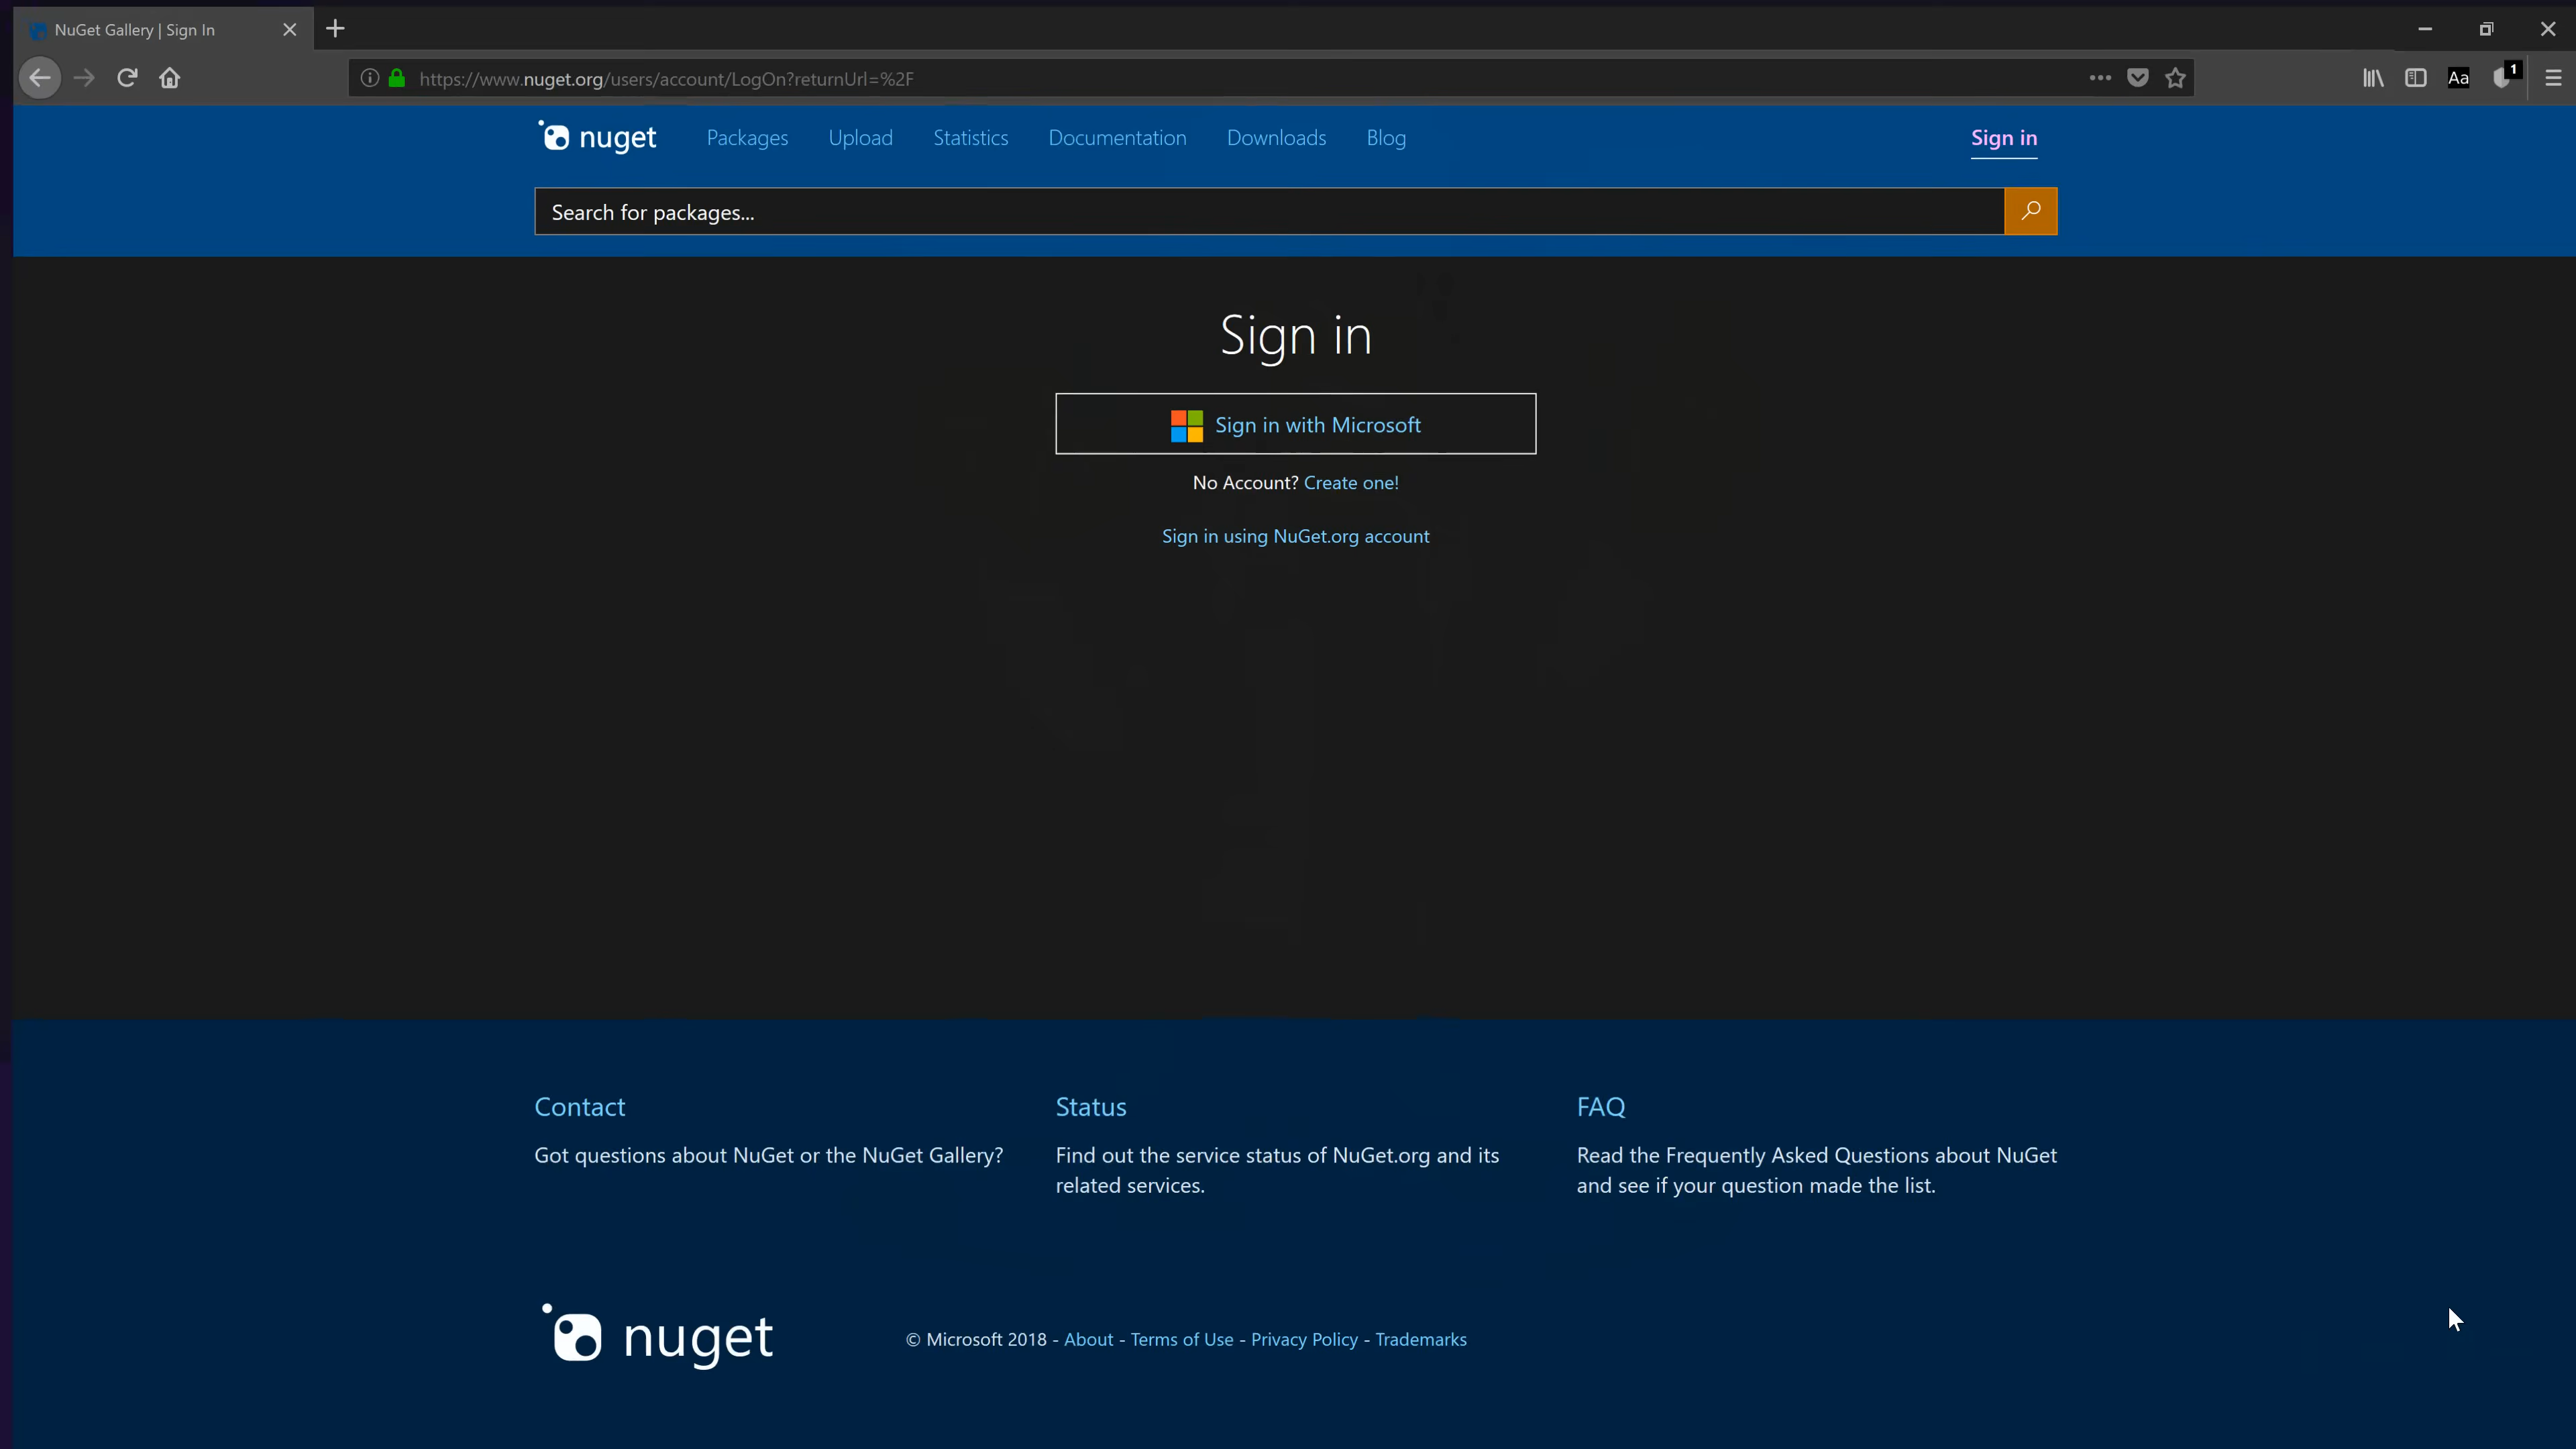 NuGet Gallery | Sign In
https://www.nuget.org/users/account/LogOn?returnUrl=%2F
Aa
1
nuget Packages Upload Statistics Documentation Downloads Blog Sign in
Search for packages...
Sign in
Sign in with Microsoft
No Account? Create one!
Sign in using NuGet.org account
Contact
Got questions about NuGet or the NuGet Gallery?
Status
Find out the service status of NuGet.org and its
related services.
FAQ
Read the Frequently Asked Questions about NuGet
and see if your question made the list.
nuget
© Microsoft 2018 - About - Terms of Use - Privacy Policy - Trademarks